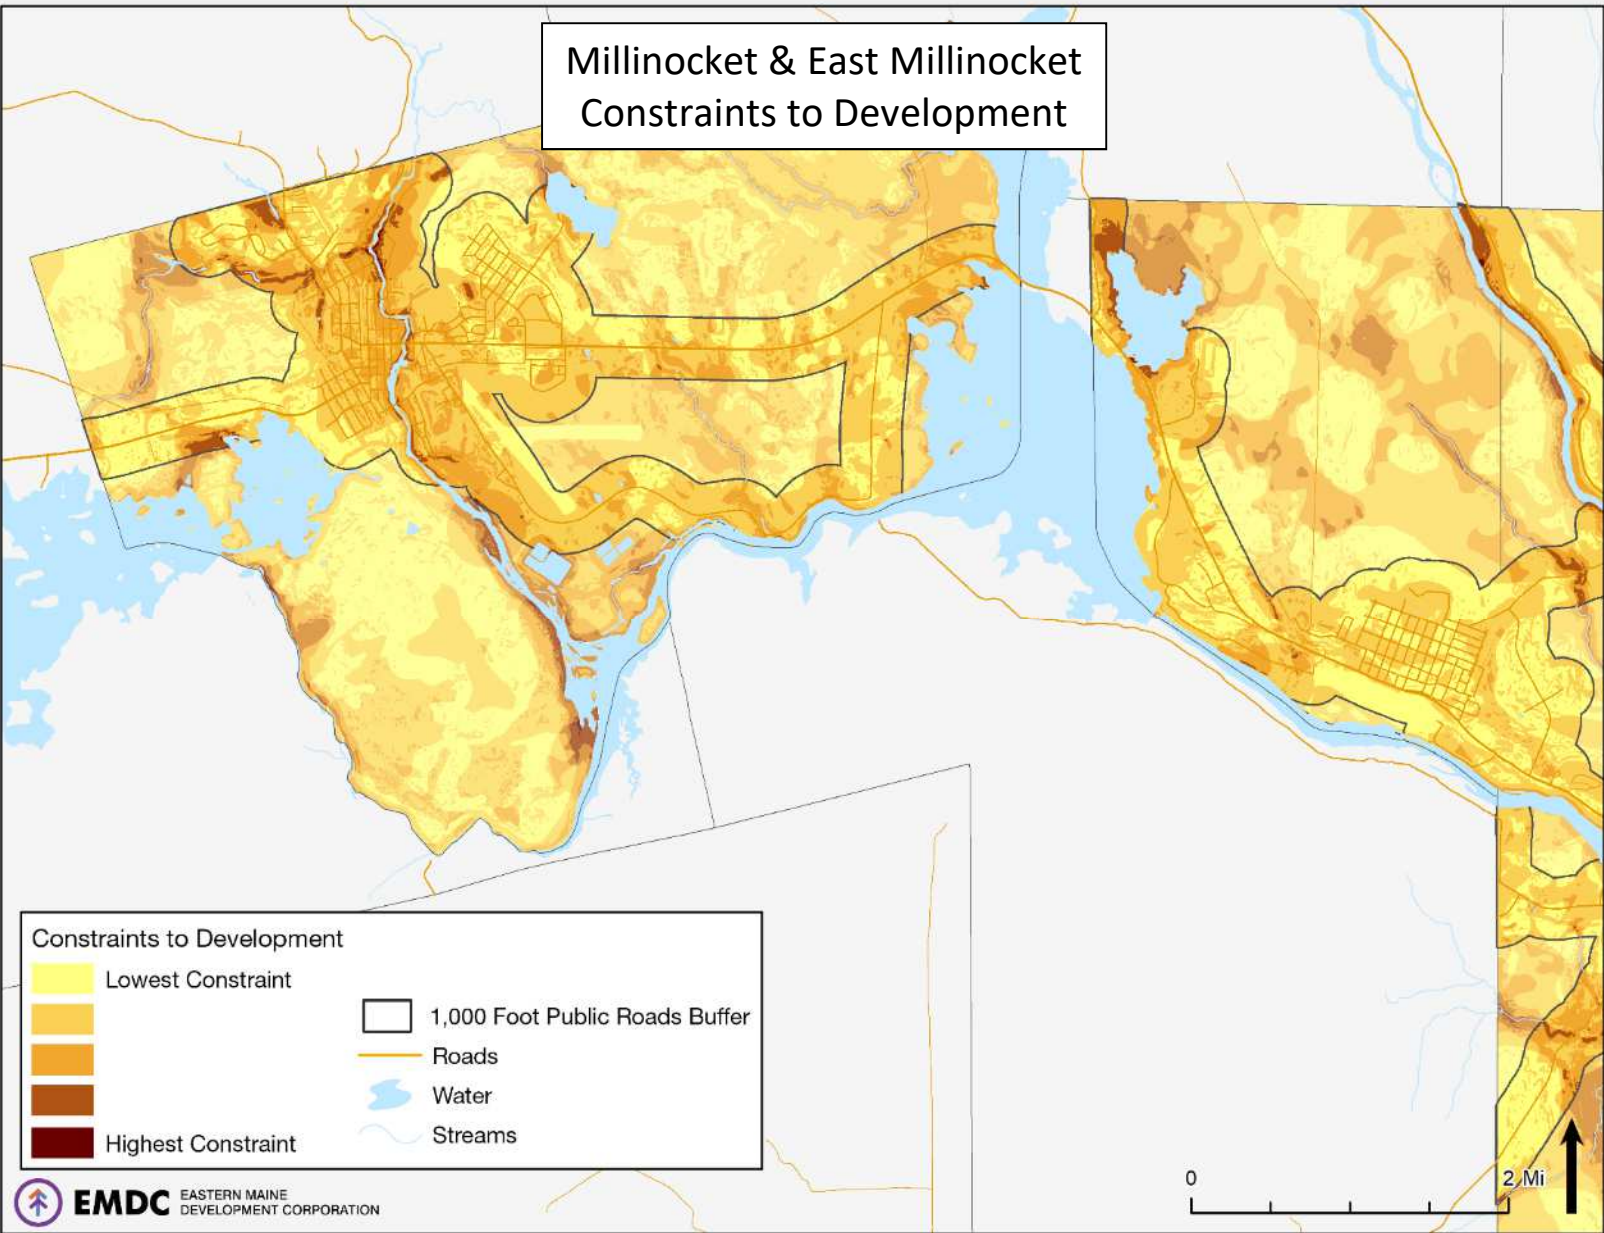 Millinocket & East Millinocket
Constraints to Development
Constraints to Development
Lowest Constraint
Highest Constraint
1,000 Foot Public Roads Buffer
Roads
Water
Streams
EMDC
EASTERN MAINE
DEVELOPMENT CORPORATION
0
2 Mi